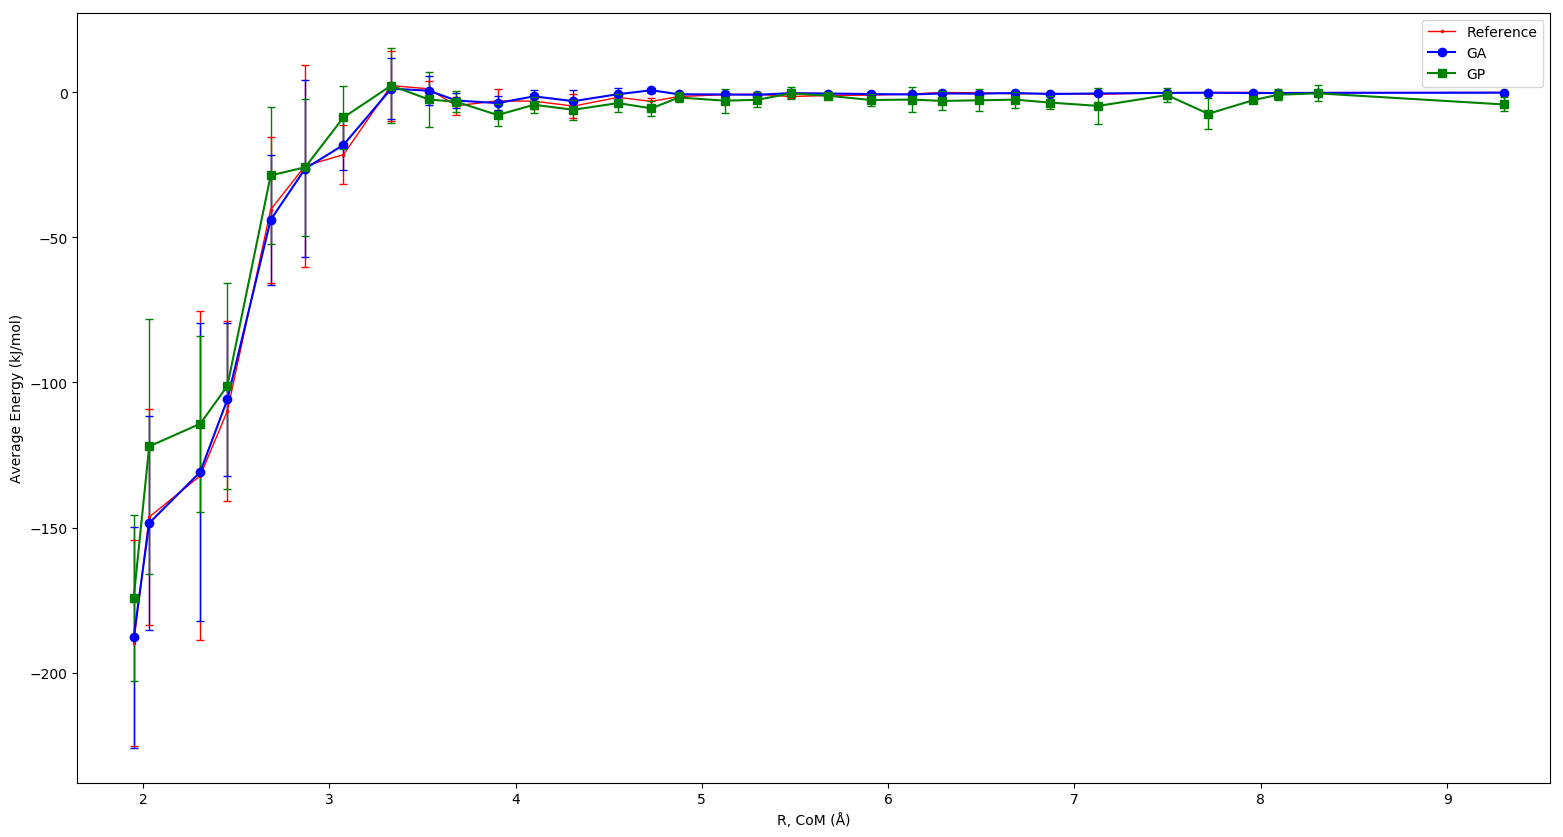 Reference
GA
GP
0
−50
−100
−150
−200
Average Energy (kJ/mol)
2 3 4 5 6 7 8 9
R, CoM (Å)